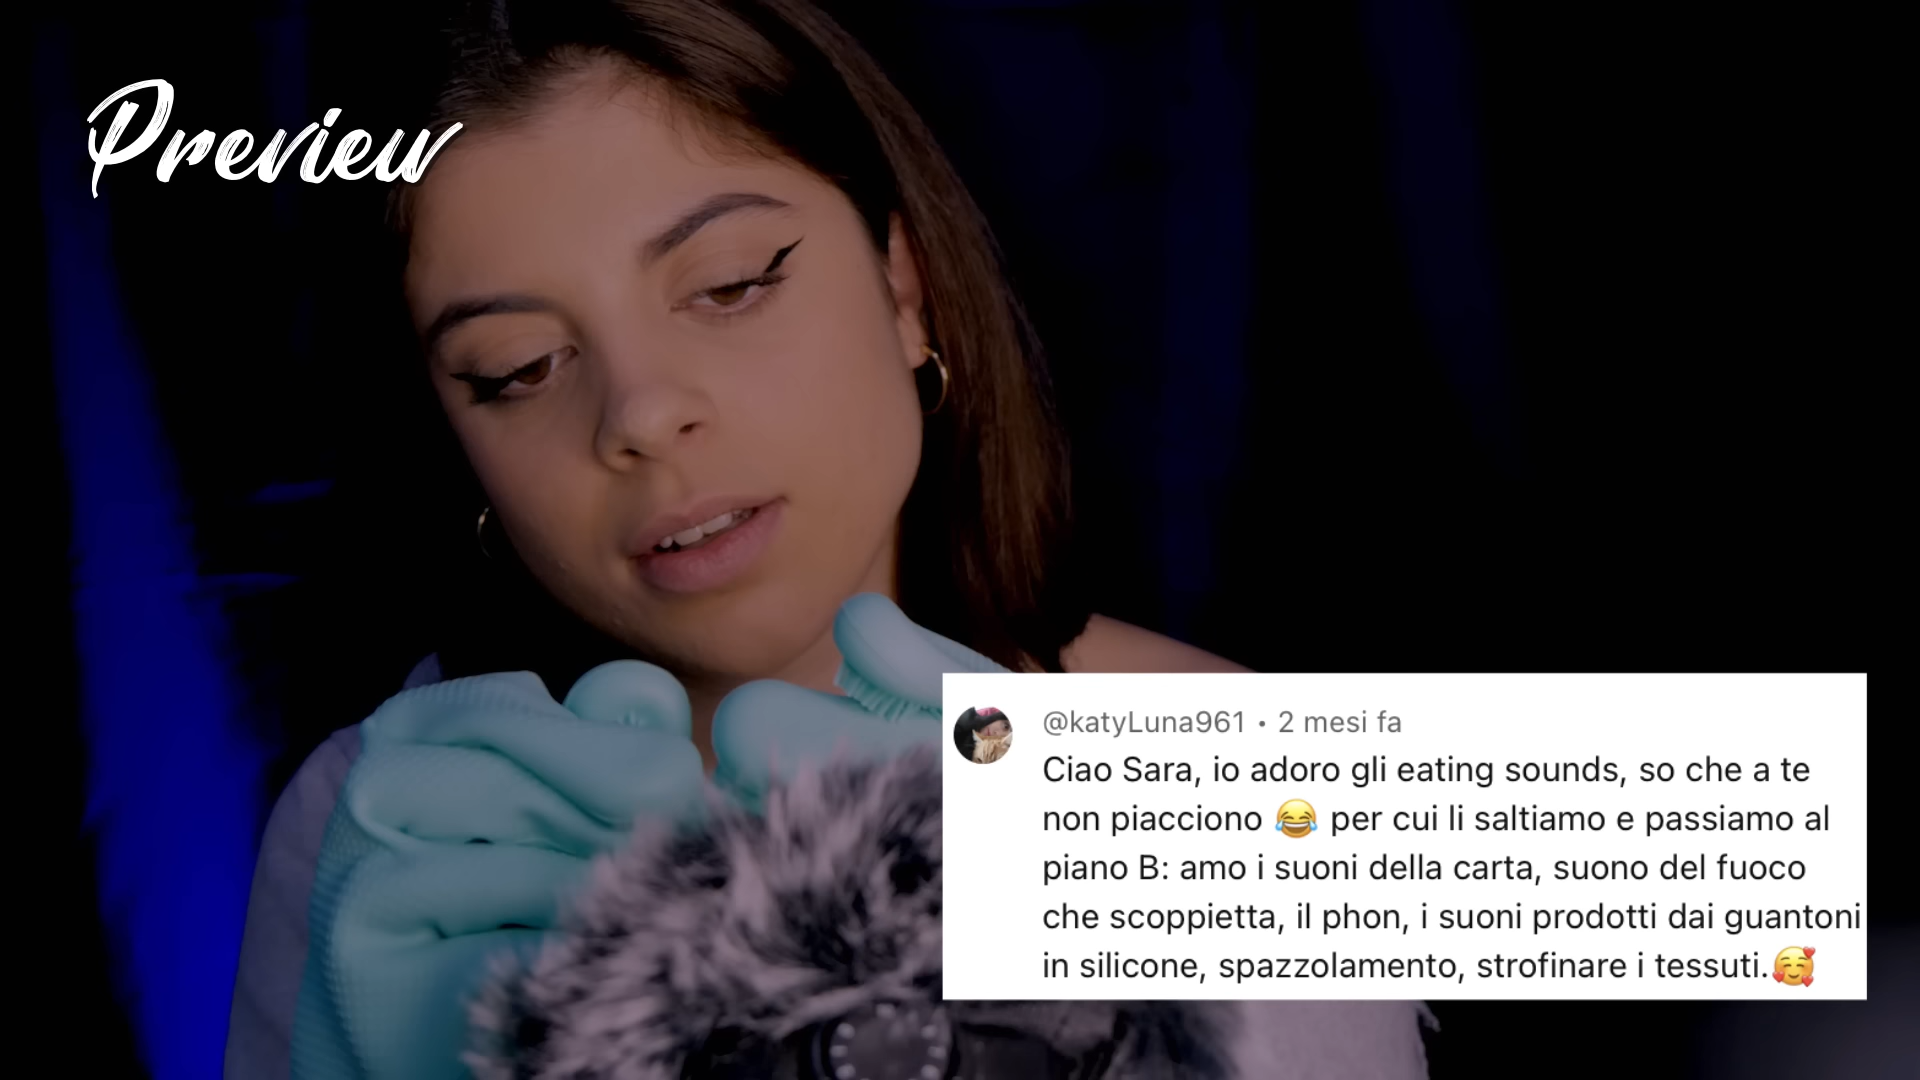 Preview
@katyLuna961 • 2 mesi fa
Ciao Sara, io adoro gli eating sounds, so che a te
non piacciono 😂 per cui li saltiamo e passiamo al
piano B: amo i suoni della carta, suono del fuoco
che scoppietta, il phon, i suoni prodotti dai guantoni
in silicone, spazzolamento, strofinare i tessuti.🥰